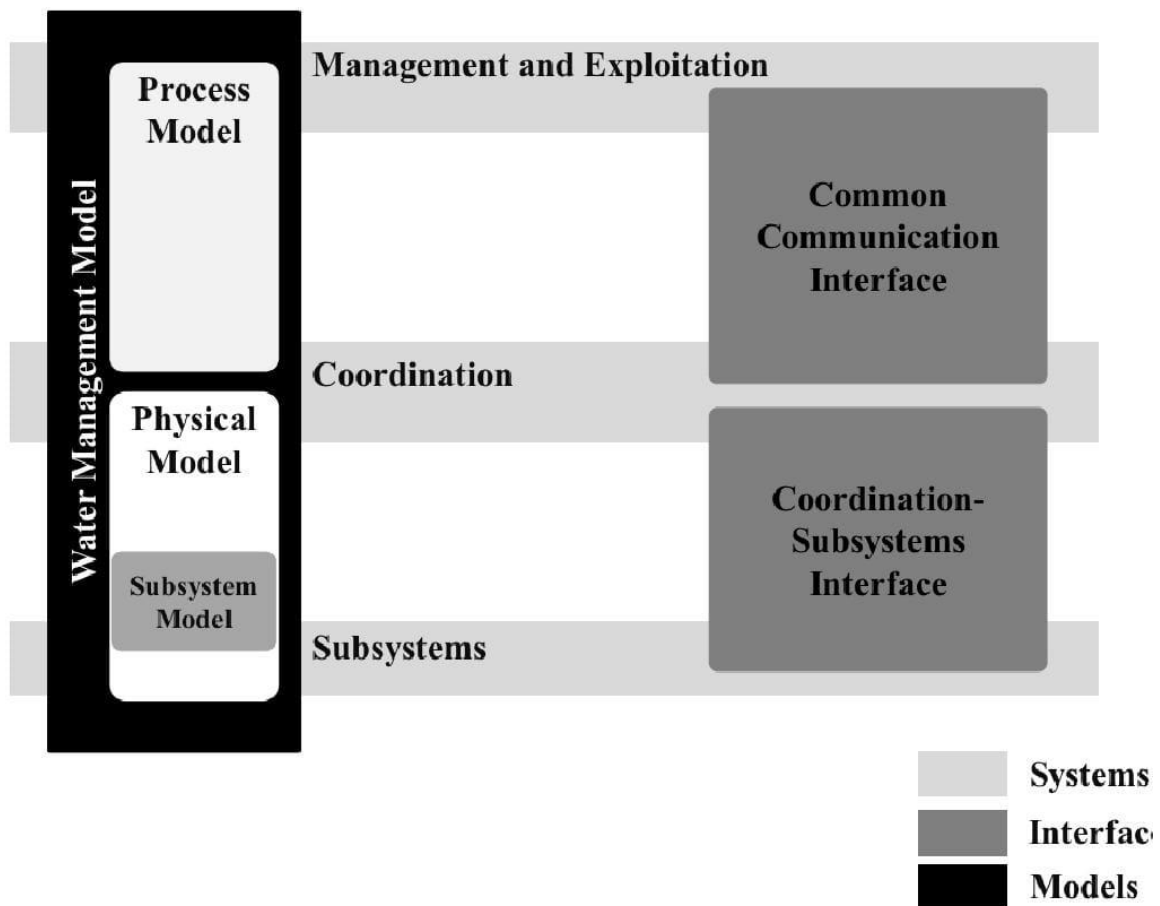 Management and Exploitation
Process
Model
Common
Communication
Interface
Water Management Model
Coordination
Physical
Model
Coordination-
Subsystems
Interface
Subsystem
Model
Subsystems
Systems
Interfac
Models